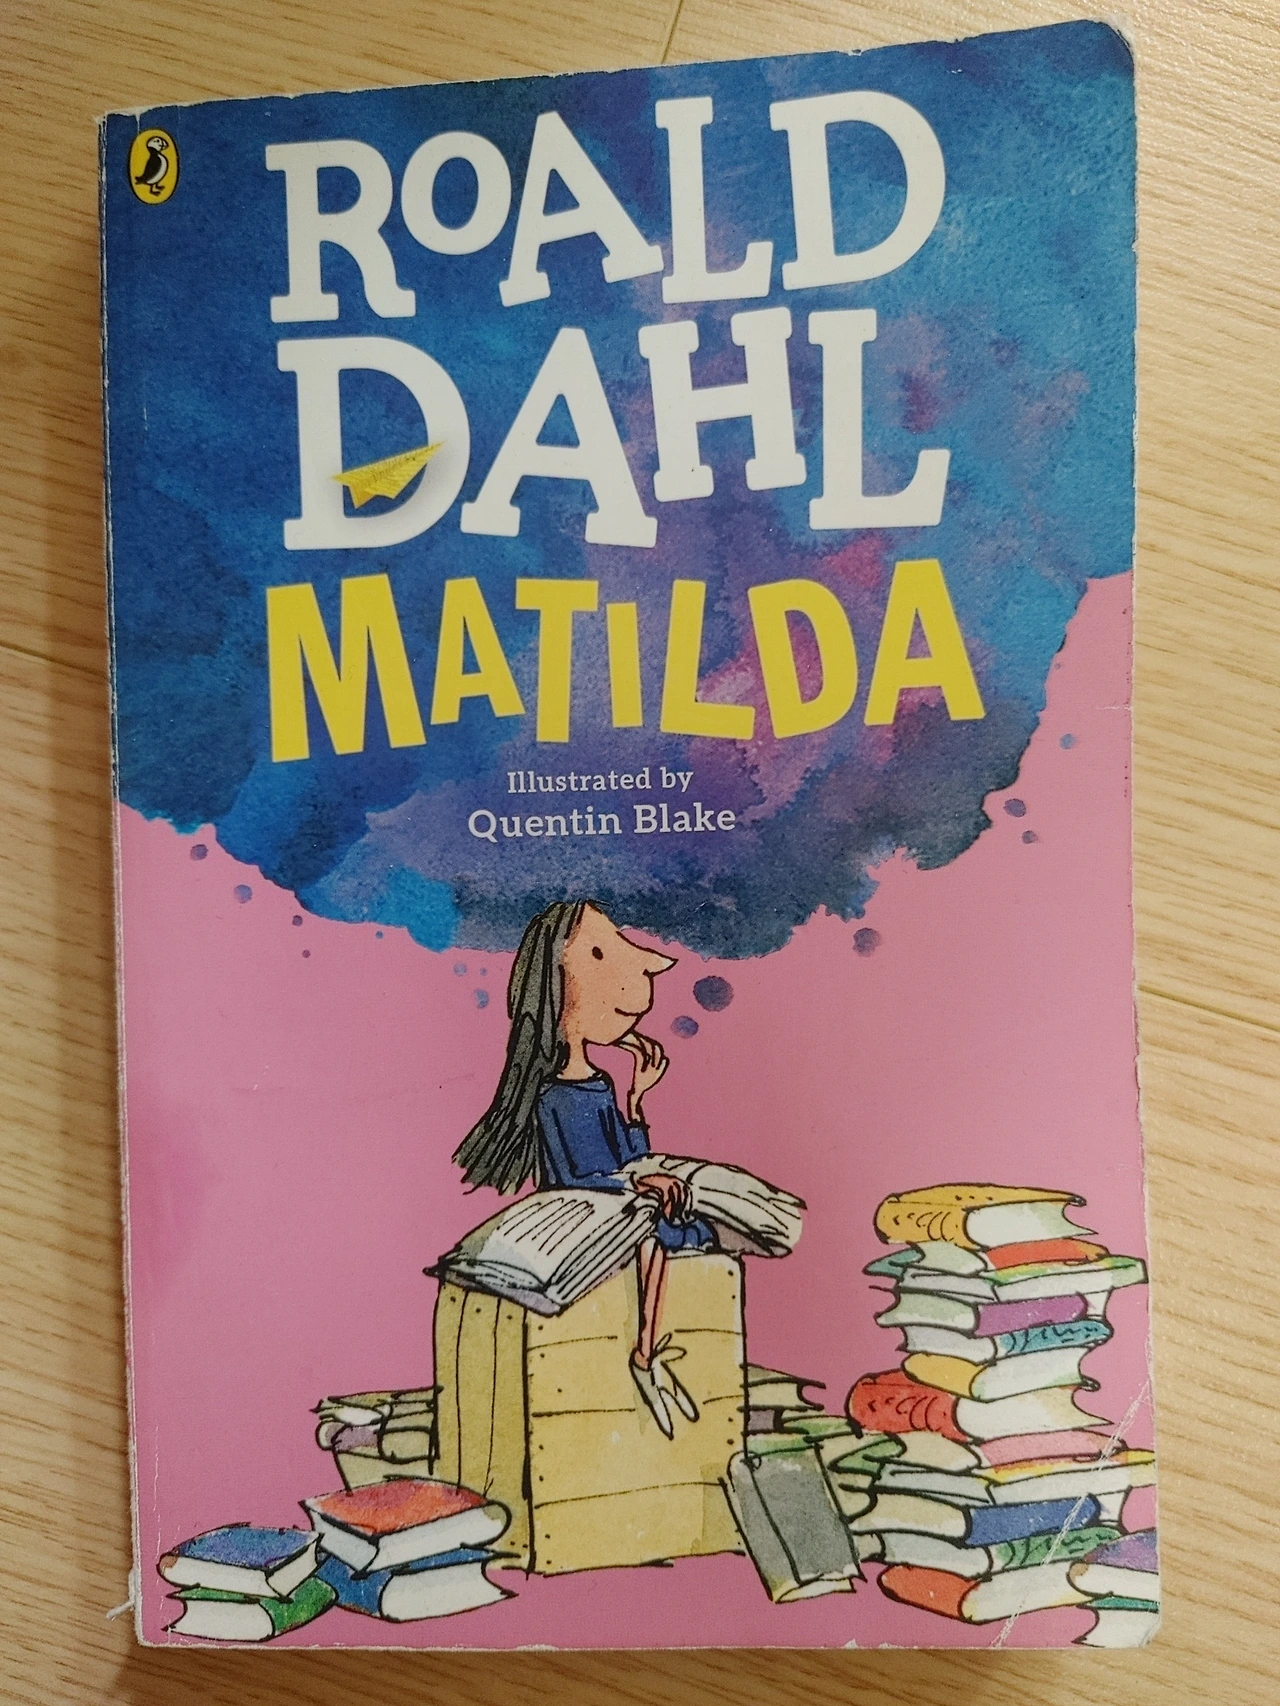 ROALD
DAHL
MATILDA
Illustrated by
Quentin Blake